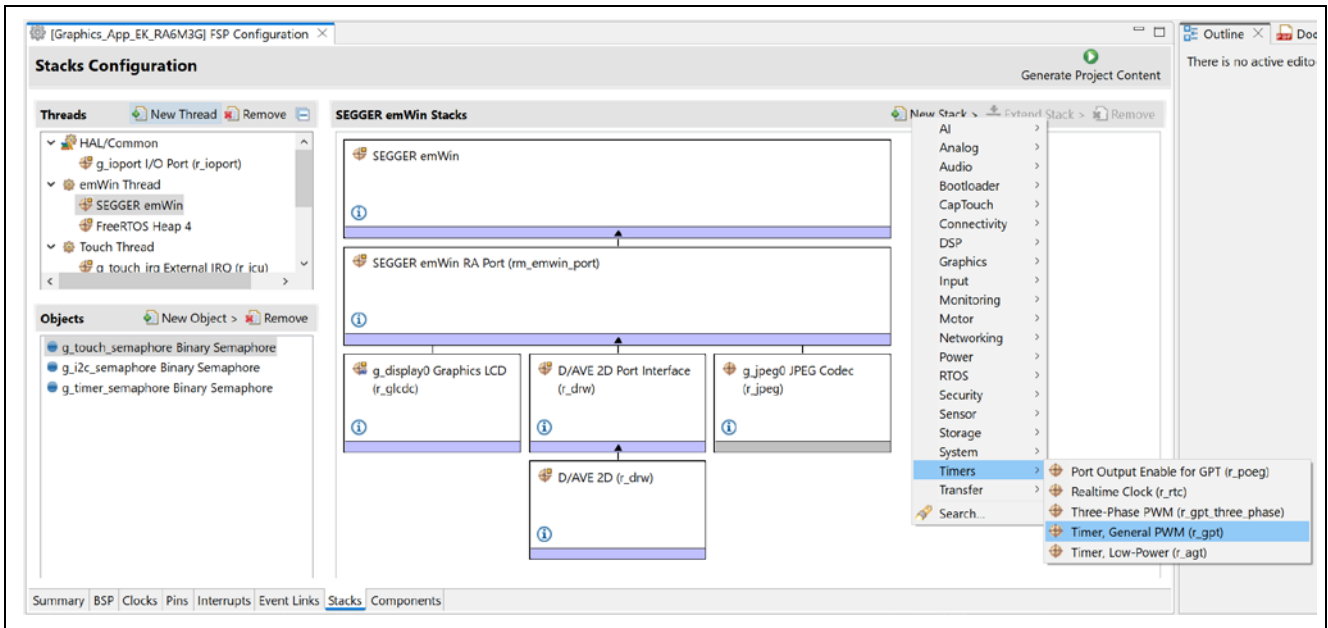 [Graphics_App_EK_RA6M3G] FSP Configuration
Outline
Doc
Stacks Configuration
Generate Project Content
There is no active edito
Threads
New Thread
Remove
HAL/Common
g_ioport I/O Port (r_ioport)
emWin Thread
SEGGER emWin
FreeRTOS Heap 4
Touch Thread
g_touch_irq External IRQ (r_icu)
Objects
New Object >
Remove
g_touch_semaphore Binary Semaphore
g_i2c_semaphore Binary Semaphore
g_timer_semaphore Binary Semaphore
SEGGER emWin Stacks
New Stack >
Extend Stack >
Remove
SEGGER emWin
SEGGER emWin RA Port (rm_emwin_port)
g_display0 Graphics LCD
(r_glcdc)
D/AVE 2D Port Interface
(r_drw)
g_jpeg0 JPEG Codec
(r_jpeg)
D/AVE 2D (r_drw)
AI
Analog
Audio
Bootloader
CapTouch
Connectivity
DSP
Graphics
Input
Monitoring
Motor
Networking
Power
RTOS
Security
Sensor
Storage
System
Timers
Transfer
Search...
Port Output Enable for GPT (r_poeg)
Realtime Clock (r_rtc)
Three-Phase PWM (r_gpt_three_phase)
Timer, General PWM (r_gpt)
Timer, Low-Power (r_agt)
Summary BSP Clocks Pins Interrupts Event Links Stacks Components